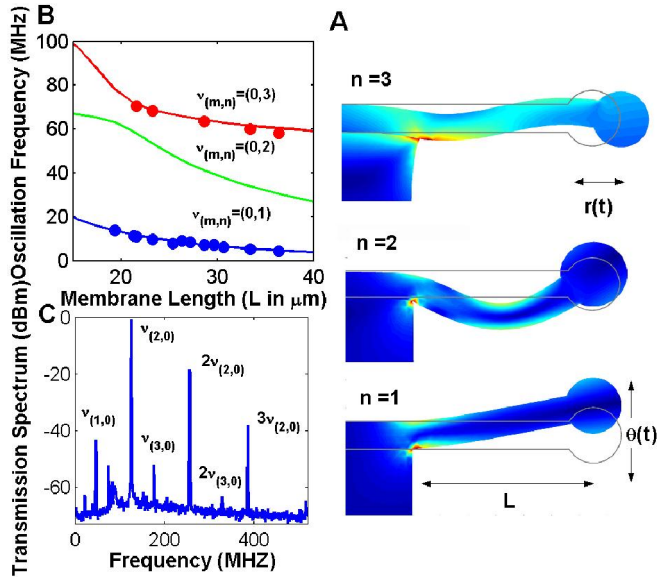 B
Oscillation Frequency (MHz)
100
80
60
40
20
0
ν(m,n)=(0,3)
ν(m,n)=(0,2)
ν(m,n)=(0,1)
20
30
40
Membrane Length (L in μm)
C
Transmission Spectrum (dBm)
0
-20
-40
-60
ν(1,0)
ν(2,0)
ν(3,0)
2ν(2,0)
2ν(3,0)
3ν(2,0)
0
200
400
Frequency (MHZ)
A
n =3
r(t)
n=2
n=1
θ(t)
L